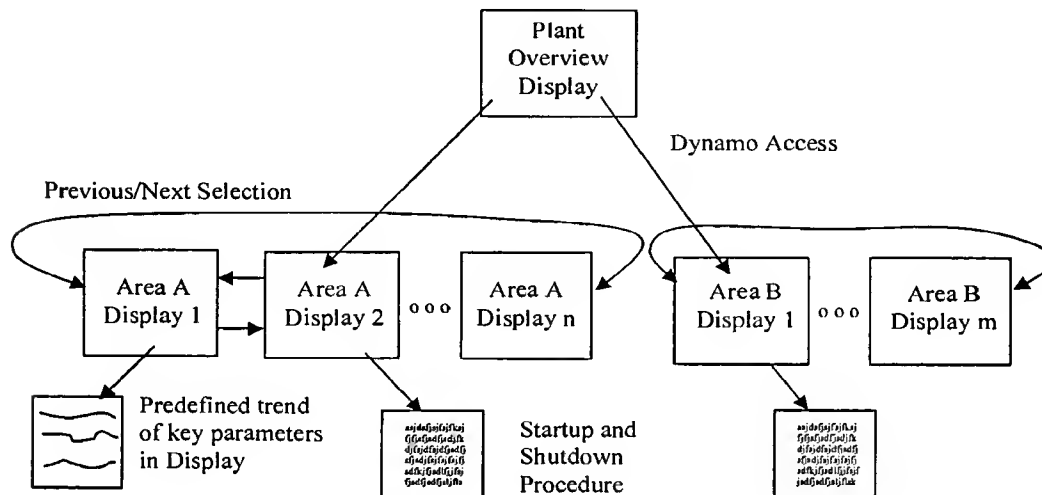 Plant
Overview
Display
Dynamo Access
Previous/Next Selection
Area A
Display 1
Area A
Display 2
o o o
Area A
Display n
Area B
Display 1
o o o
Area B
Display m
Predefined trend
of key parameters
in Display
Startup and
Shutdown
Procedure